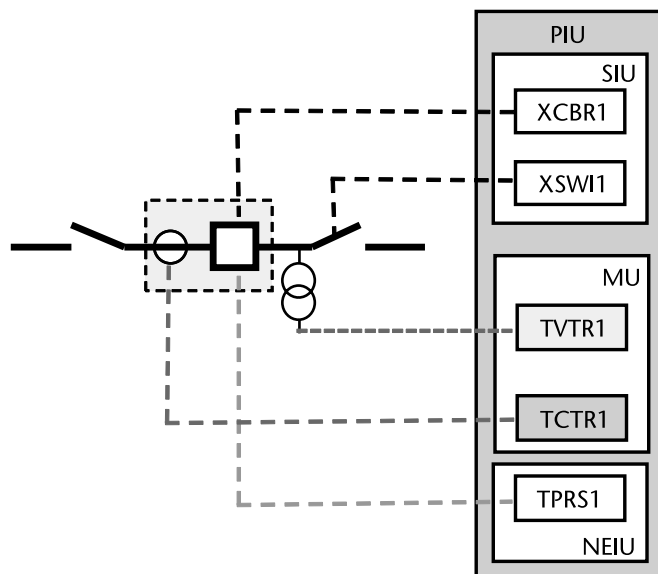 PIU
SIU
XCBR1
XSWI1
MU
TVTR1
TCTR1
TPRS1
NEIU